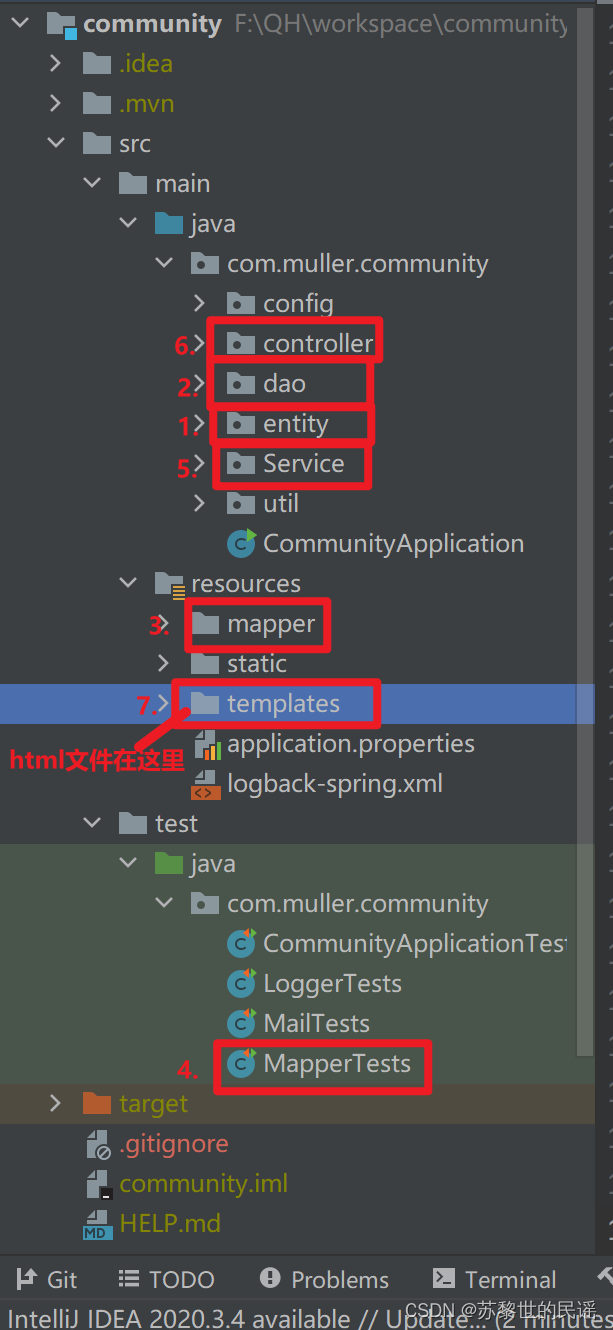 community F:\QH\workspace\community
.idea
.mvn
src
main
java
com.muller.community
config
6. controller
2. dao
1. entity
5. Service
util
CommunityApplication
resources
3. mapper
static
7. templates
html文件在这里
application.properties
logback-spring.xml
test
java
com.muller.community
CommunityApplicationTest
LoggerTests
MailTests
4. MapperTests
target
.gitignore
community.iml
HELP.md
Git TODO Problems Terminal
IntelliJ IDEA 2020.3.4 available // Update... (2 minutes
CSDN @苏黎世的民谣